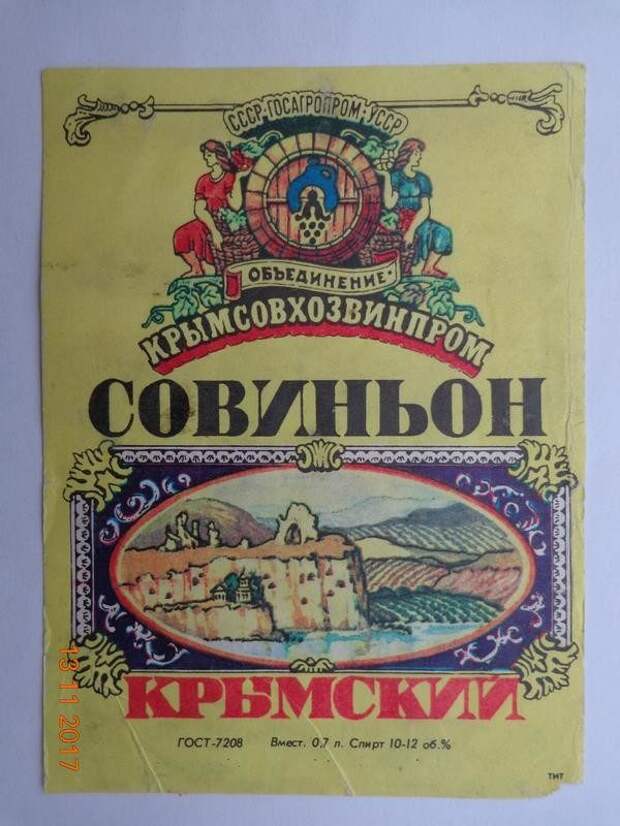 СССР·ГОСАГРОПРОМ·УССР
ОБЪЕДИНЕНИЕ·
КРЫМСОВХОЗВИНПРОМ
СОВИНЬОН
КРЫМСКИЙ
ГОСТ-7208 Вмест. 0,7 л. Спирт 10-12 об.%
ТИТ
13 11 2017